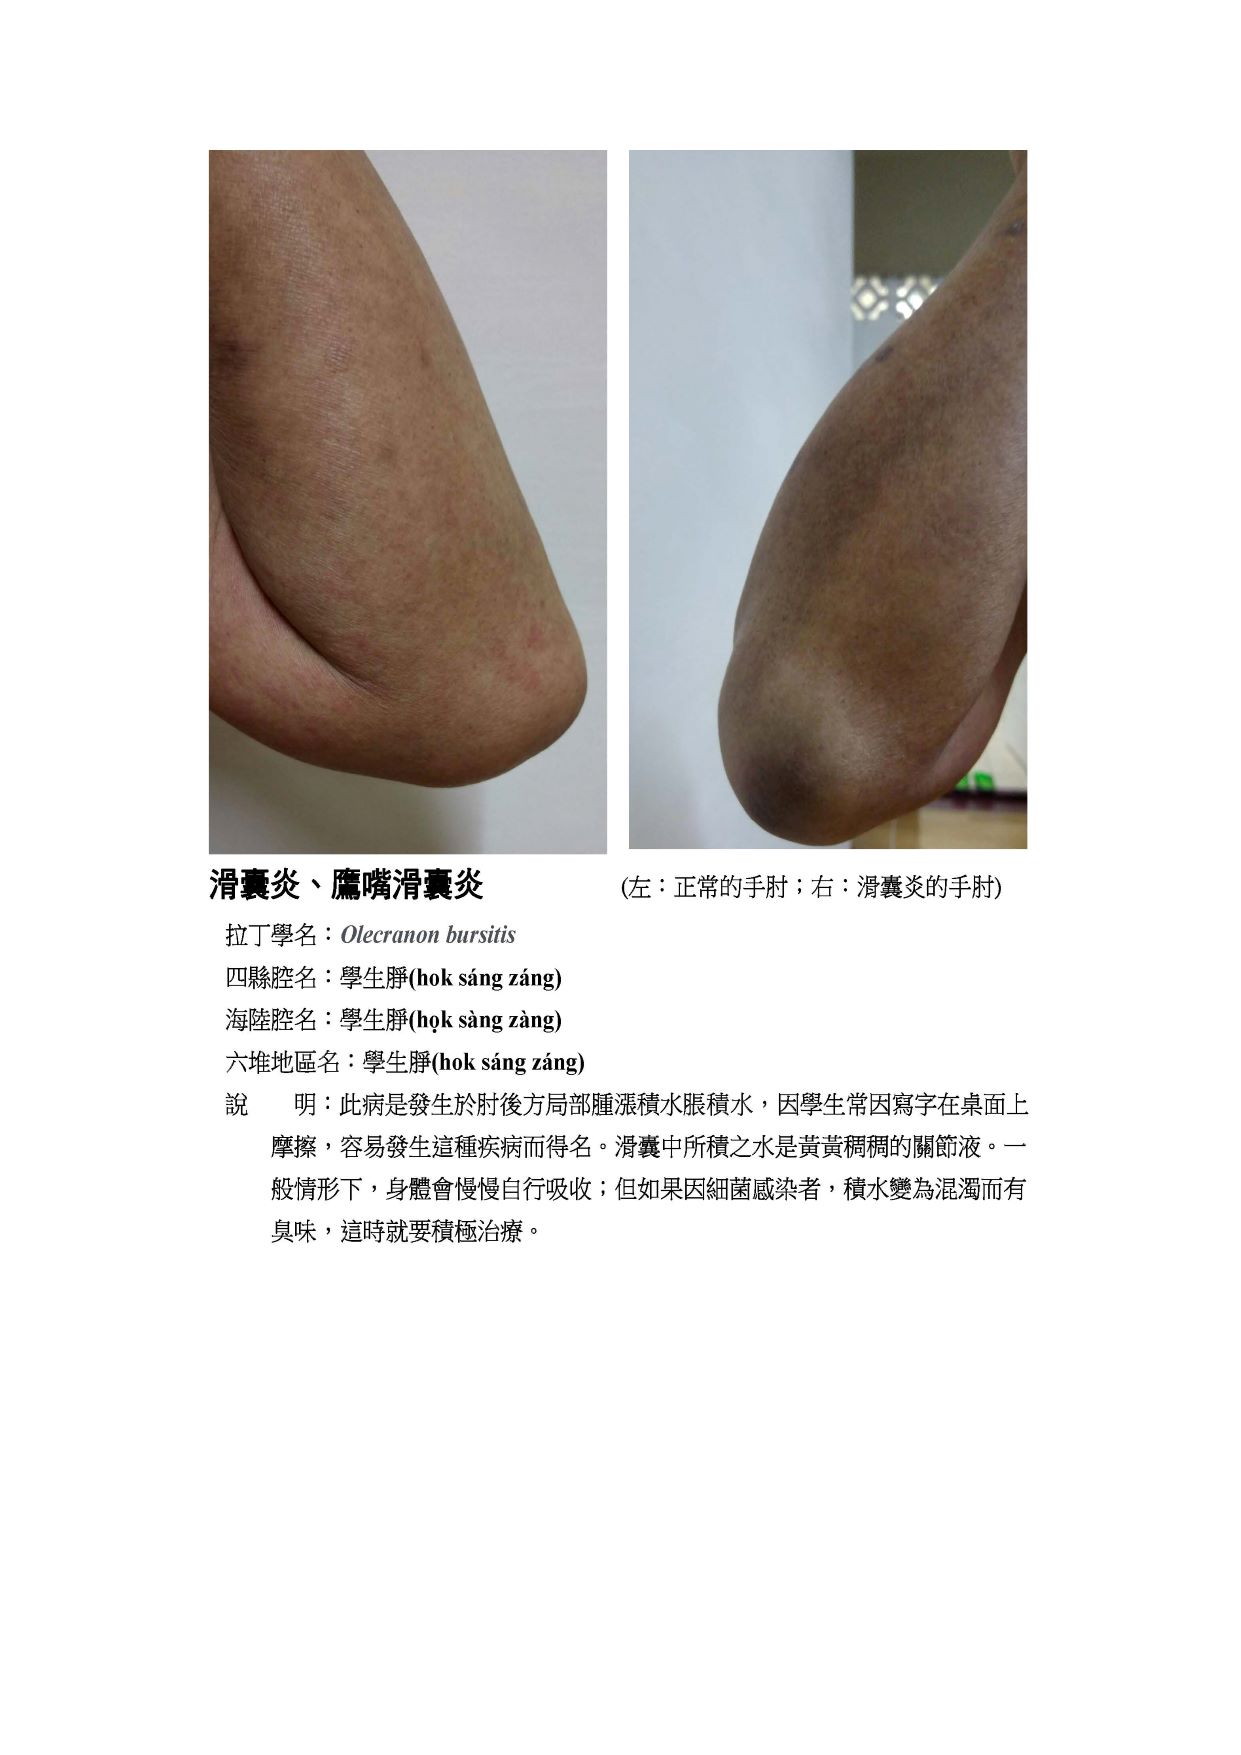 滑囊炎、鷹嘴滑囊炎 (左：正常的手肘；右：滑囊炎的手肘)
拉丁學名：Olecranon bursitis
四縣腔名：學生腁(hok sáng záng)
海陸腔名：學生腁(họk sàng zàng)
六堆地區名：學生腁(hok sáng záng)
說　　明：此病是發生於肘後方局部腫漲積水脹積水，因學生常因寫字在桌面上
摩擦，容易發生這種疾病而得名。滑囊中所積之水是黃黃稠稠的關節液。一
般情形下，身體會慢慢自行吸收；但如果因細菌感染者，積水變為混濁而有
臭味，這時就要積極治療。